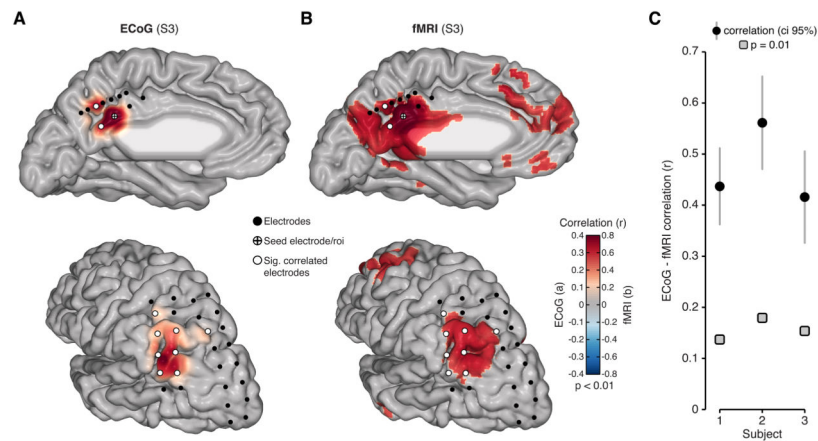 A
ECoG (S3)
B
fMRI (S3)
C
correlation (ci 95%)
p = 0.01
0.7
0.6
0.5
0.4
0.3
0.2
0.1
0
ECoG - fMRI correlation (r)
1 2 3
Subject
Electrodes
Seed electrode/roi
Sig. correlated
electrodes
Correlation (r)
0.4 0.8
0.3 0.6
0.2 0.4
0.1 0.2
0 0
-0.1 -0.2
-0.2 -0.4
-0.3 -0.6
-0.4 -0.8
ECoG (a)
fMRI (b)
p < 0.01